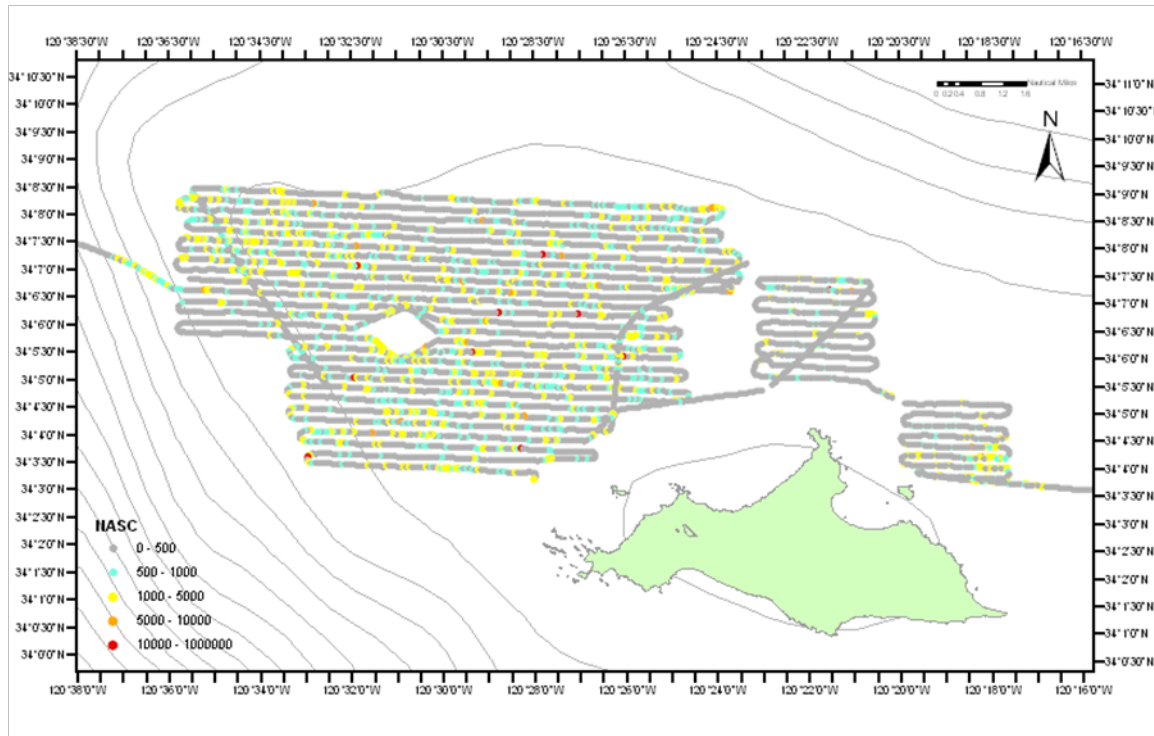 120°38'30"W 120°36'30"W 120°34'30"W 120°32'30"W 120°30'30"W 120°28'30"W 120°26'30"W 120°24'30"W 120°22'30"W 120°20'30"W 120°18'30"W 120°16'30"W
34°10'30"N
34°10'0"N
34°9'30"N
34°9'0"N
34°8'30"N
34°8'0"N
34°7'30"N
34°7'0"N
34°6'30"N
34°6'0"N
34°5'30"N
34°5'0"N
34°4'30"N
34°4'0"N
34°3'30"N
34°3'0"N
34°2'30"N
34°2'0"N
34°1'30"N
34°1'0"N
34°0'30"N
34°0'0"N
Nautical Miles
0 0.2 0.4 0.8 1.2 1.6
N
34°11'0"N
34°10'30"N
34°10'0"N
34°9'30"N
34°9'0"N
34°8'30"N
34°8'0"N
34°7'30"N
34°7'0"N
34°6'30"N
34°6'0"N
34°5'30"N
34°5'0"N
34°4'30"N
34°4'0"N
34°3'30"N
34°3'0"N
34°2'30"N
34°2'0"N
34°1'30"N
34°1'0"N
34°0'30"N
NASC
0 - 500
500 - 1000
1000 - 5000
5000 - 10000
10000 - 1000000
120°38'0"W 120°36'0"W 120°34'0"W 120°32'0"W 120°30'0"W 120°28'0"W 120°26'0"W 120°24'0"W 120°22'0"W 120°20'0"W 120°18'0"W 120°16'0"W